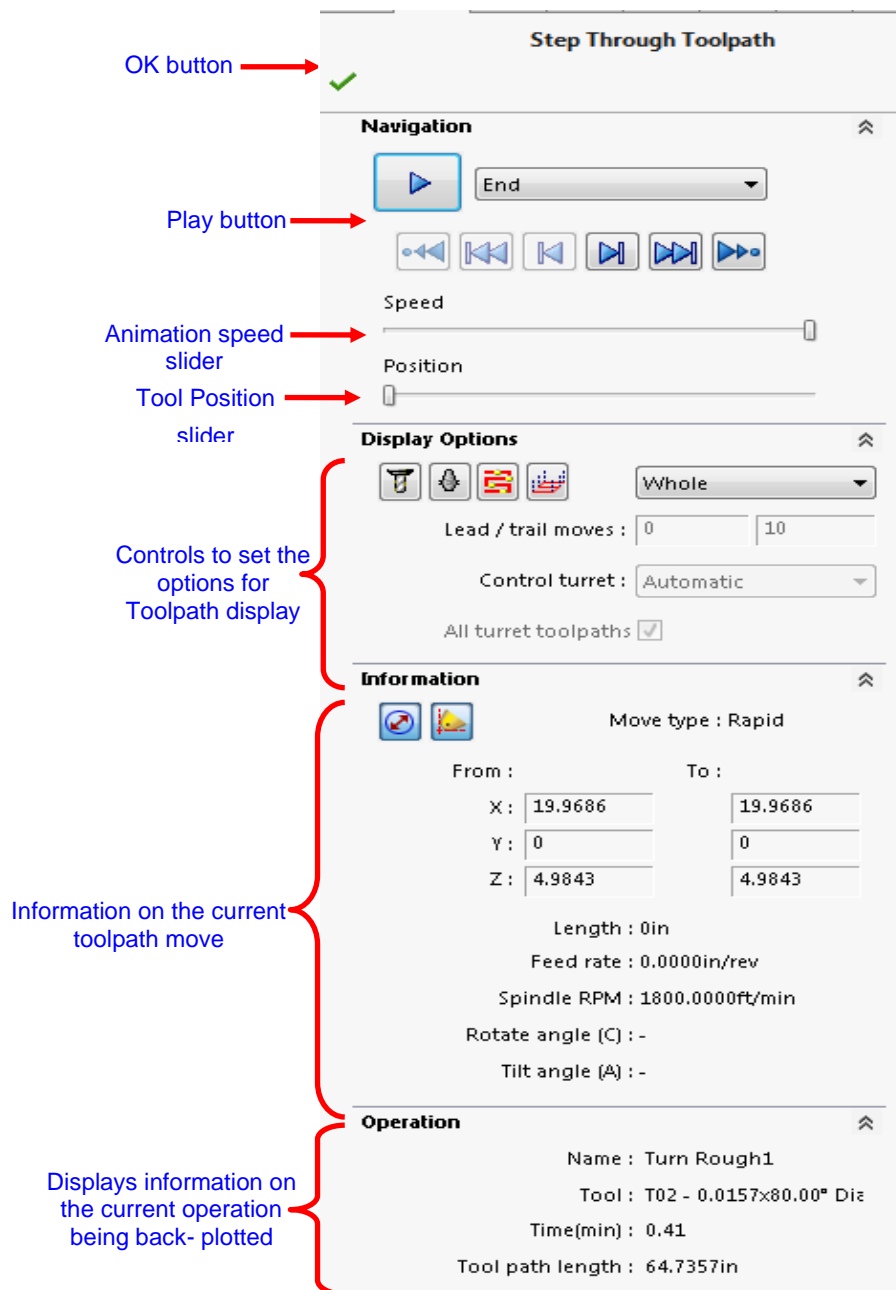 Step Through Toolpath
OK button
Navigation
End
Play button
Speed
Animation speed
slider
Position
Tool Position
slider
Display Options
Whole
Lead / trail moves : 0 10
Controls to set the
options for
Toolpath display
Control turret : Automatic
All turret toolpaths
Information
Move type : Rapid
From : To :
X : 19.9686 19.9686
Y : 0 0
Z : 4.9843 4.9843
Information on the current
toolpath move
Length : 0in
Feed rate : 0.0000in/rev
Spindle RPM : 1800.0000ft/min
Rotate angle (C) : -
Tilt angle (A) : -
Operation
Name : Turn Rough1
Displays information on
the current operation
being back- plotted
Tool : T02 - 0.0157x80.00° Dia
Time(min) : 0.41
Tool path length : 64.7357in